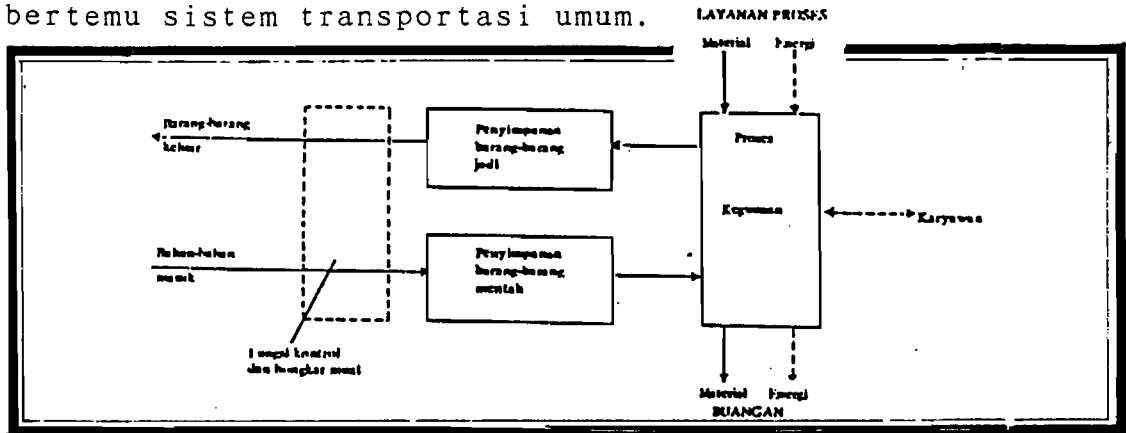 bertemu sistem transportasi umum.
LAYANAN PROSES
Material Energi
Barang-barang
keluar
Penyimpanan
barang-barang
jadi
Proses
Kegunaan
Karyawan
Bahan-bahan
masuk
Penyimpanan
barang-barang
mentah
Fungsi kontrol
dan bongkar muat
Material Energi
BUANGAN